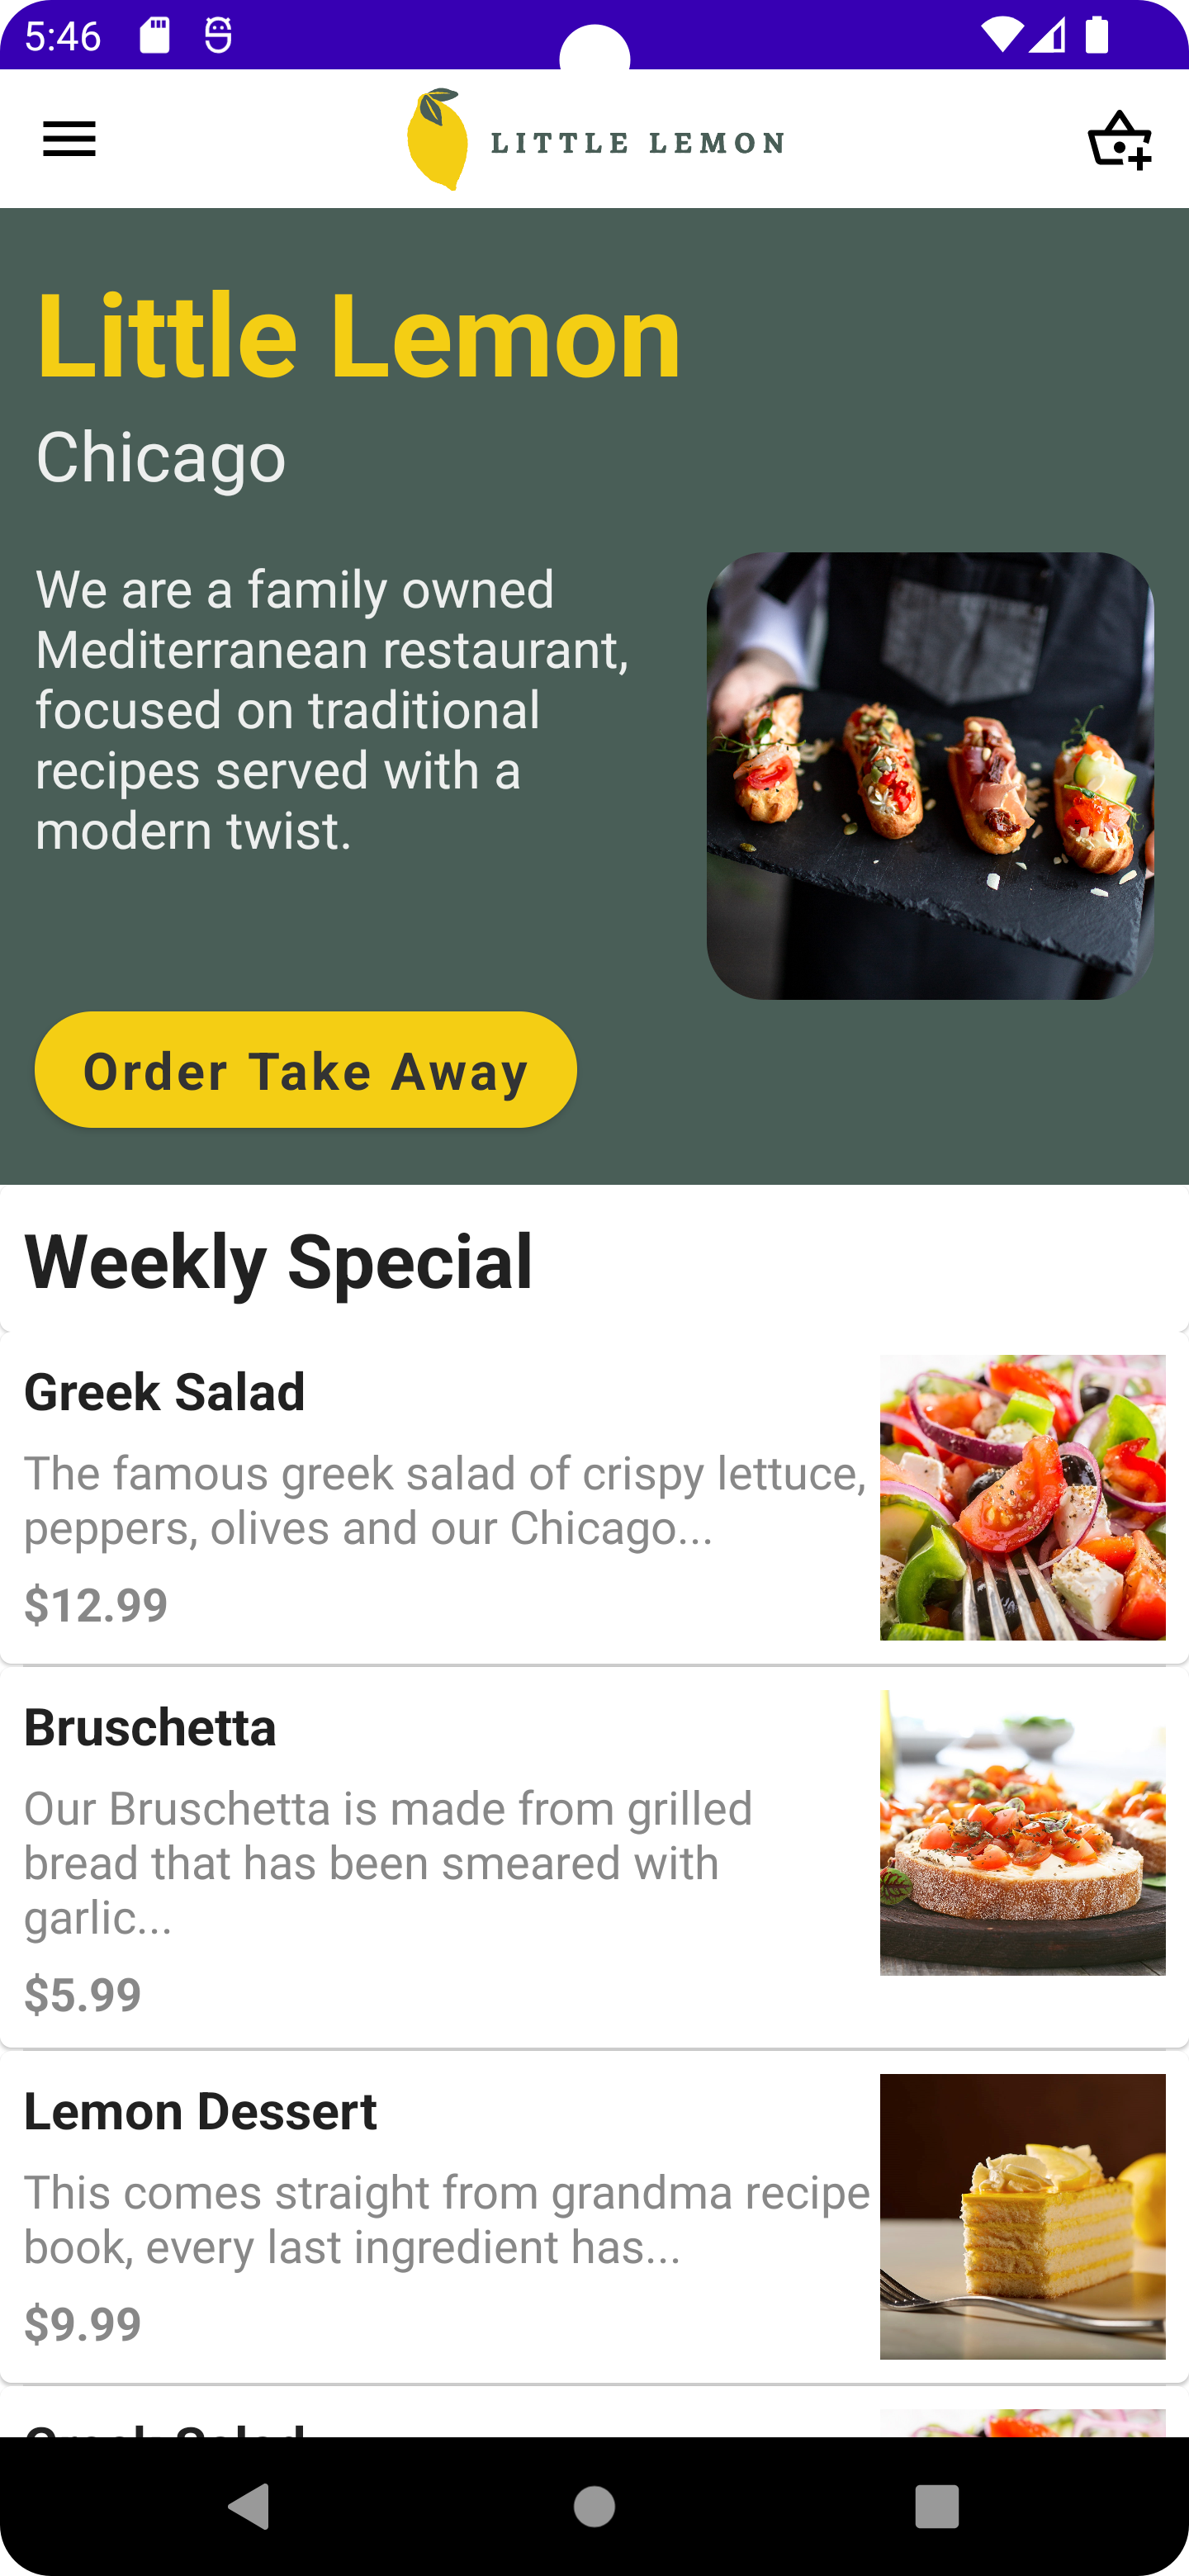 5:46
LITTLE LEMON
Little Lemon
Chicago
We are a family owned
Mediterranean restaurant,
focused on traditional
recipes served with a
modern twist.
Order Take Away
Weekly Special
Greek Salad
The famous greek salad of crispy lettuce,
peppers, olives and our Chicago...
$12.99
Bruschetta
Our Bruschetta is made from grilled
bread that has been smeared with
garlic...
$5.99
Lemon Dessert
This comes straight from grandma recipe
book, every last ingredient has...
$9.99
Greek Salad